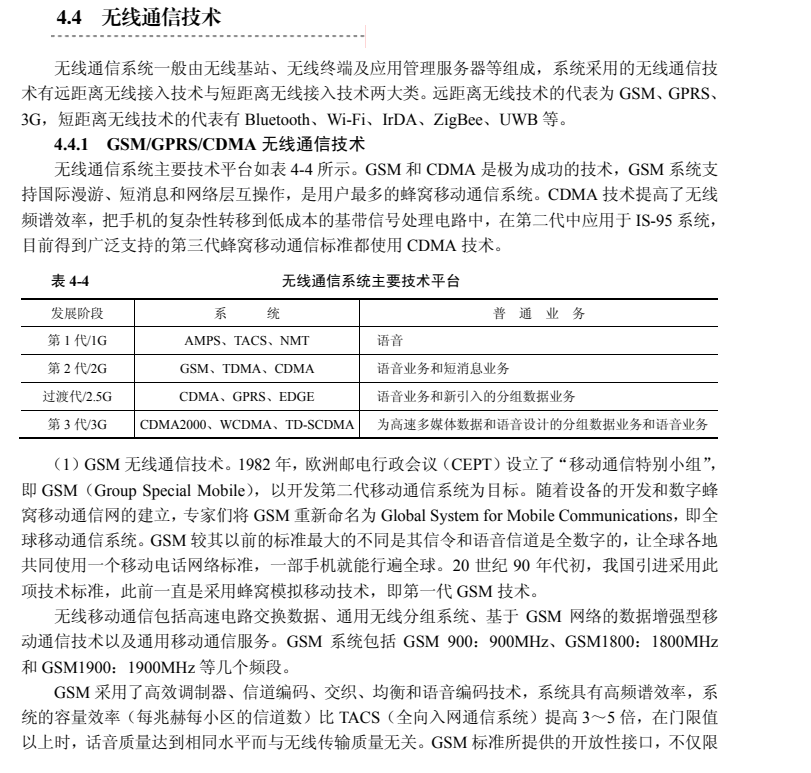 4.4 无线通信技术
无线通信系统一般由无线基站、无线终端及应用管理服务器等组成，系统采用的无线通信技
术有远距离无线接入技术与短距离无线接入技术两大类。远距离无线技术的代表为 GSM、GPRS、
3G，短距离无线技术的代表有 Bluetooth、Wi-Fi、IrDA、ZigBee、UWB 等。
4.4.1 GSM/GPRS/CDMA 无线通信技术
无线通信系统主要技术平台如表 4-4 所示。GSM 和 CDMA 是极为成功的技术，GSM 系统支
持国际漫游、短消息和网络层互操作，是用户最多的蜂窝移动通信系统。CDMA 技术提高了无线
频谱效率，把手机的复杂性转移到低成本的基带信号处理电路中，在第二代中应用于 IS-95 系统，
目前得到广泛支持的第三代蜂窝移动通信标准都使用 CDMA 技术。
表 4-4 无线通信系统主要技术平台
发展阶段 系 统 普 通 业 务
第 1 代/1G AMPS、TACS、NMT 语音
第 2 代/2G GSM、TDMA、CDMA 语音业务和短消息业务
过渡代/2.5G CDMA、GPRS、EDGE 语音业务和新引入的分组数据业务
第 3 代/3G CDMA2000、WCDMA、TD-SCDMA 为高速多媒体数据和语音设计的分组数据业务和语音业务
（1）GSM 无线通信技术。1982 年，欧洲邮电行政会议（CEPT）设立了“移动通信特别小组”，
即 GSM（Group Special Mobile），以开发第二代移动通信系统为目标。随着设备的开发和数字蜂
窝移动通信网的建立，专家们将 GSM 重新命名为 Global System for Mobile Communications，即全
球移动通信系统。GSM 较其以前的标准最大的不同是其信令和语音信道是全数字的，让全球各地
共同使用一个移动电话网络标准，一部手机就能行遍全球。20 世纪 90 年代初，我国引进采用此
项技术标准，此前一直是采用蜂窝模拟移动技术，即第一代 GSM 技术。
无线移动通信包括高速电路交换数据、通用无线分组系统、基于 GSM 网络的数据增强型移
动通信技术以及通用移动通信服务。GSM 系统包括 GSM 900：900MHz、GSM1800：1800MHz
和 GSM1900：1900MHz 等几个频段。
GSM 采用了高效调制器、信道编码、交织、均衡和语音编码技术，系统具有高频谱效率，系
统的容量效率（每兆赫每小区的信道数）比 TACS（全向入网通信系统）提高 3～5 倍，在门限值
以上时，话音质量达到相同水平而与无线传输质量无关。GSM 标准所提供的开放性接口，不仅限